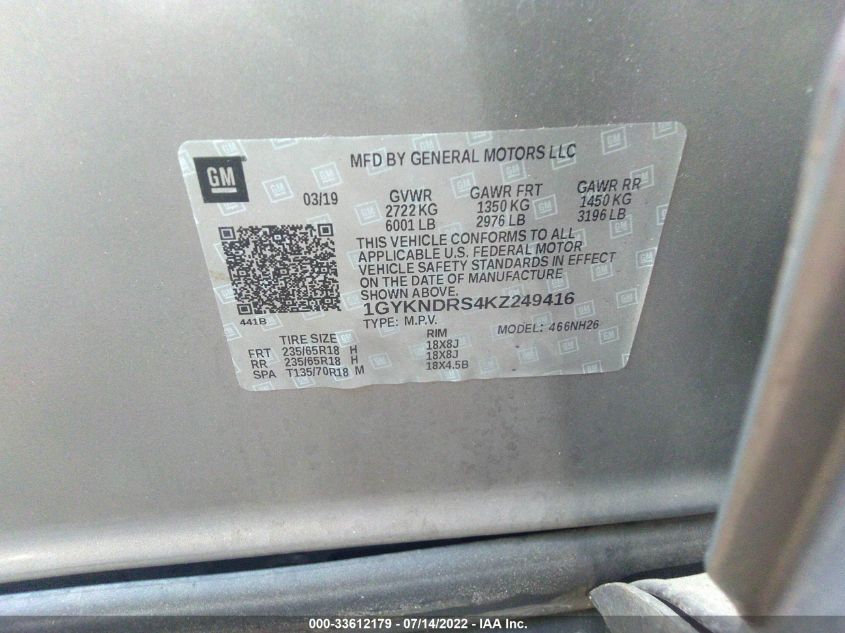 GM
MFD BY GENERAL MOTORS LLC
03/19 GVWR GAWR FRT GAWR RR
2722 KG 1350 KG 1450 KG
6001 LB 2976 LB 3196 LB
THIS VEHICLE CONFORMS TO ALL
APPLICABLE U.S. FEDERAL MOTOR
VEHICLE SAFETY STANDARDS IN EFFECT
ON THE DATE OF MANUFACTURE
SHOWN ABOVE.
441B
1GYKNDRS4KZ249416
TYPE: M.P.V. MODEL: 466NH26
TIRE SIZE RIM
FRT 235/65R18 H 18X8J
RR 235/65R18 H 18X8J
SPA T135/70R18 M 18X4.5B
000-33612179 - 07/14/2022 - IAA Inc.